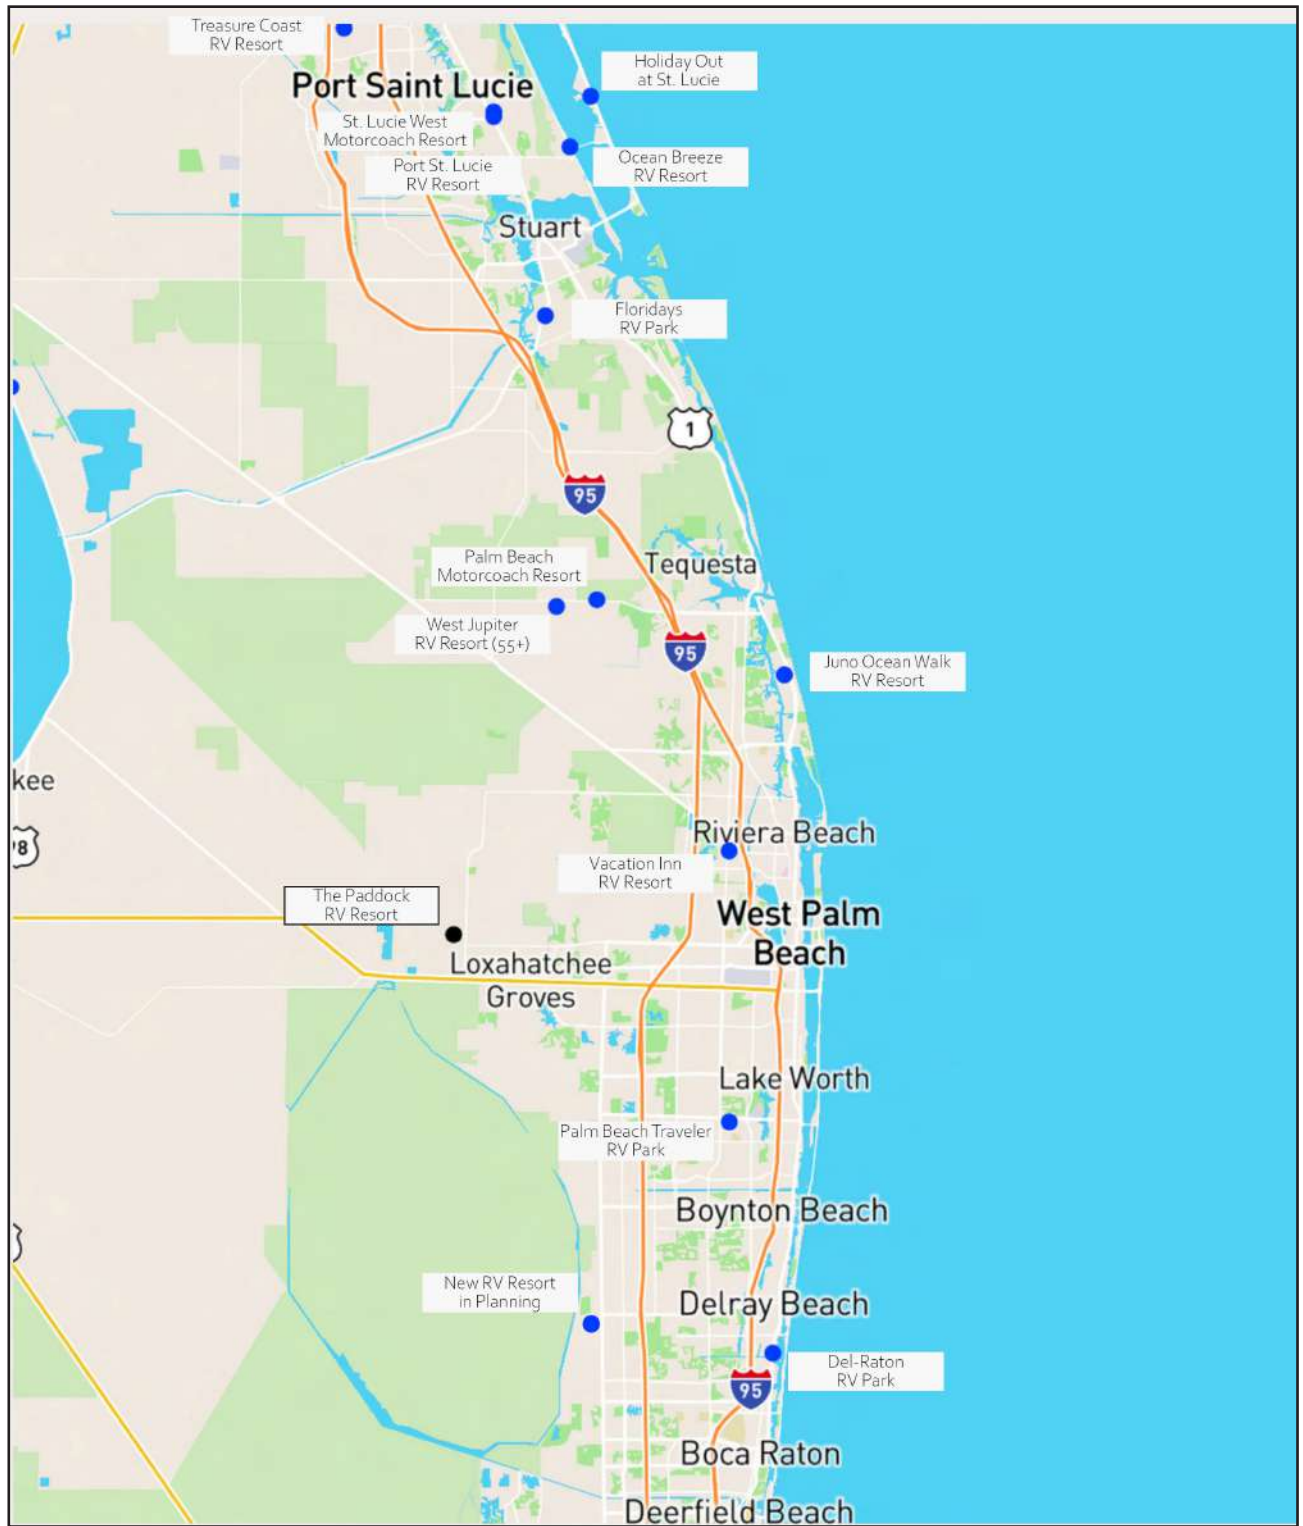 Treasure Coast
RV Resort
Holiday Out
at St. Lucie
Port Saint Lucie
St. Lucie West
Motorcoach Resort
Ocean Breeze
RV Resort
Port St. Lucie
RV Resort
Stuart
Floridays
RV Park
1
95
Palm Beach
Motorcoach Resort
Tequesta
West Jupiter
RV Resort (55+)
95
Juno Ocean Walk
RV Resort
kee
98
Riviera Beach
Vacation Inn
RV Resort
The Paddock
RV Resort
West Palm
Beach
Loxahatchee
Groves
Lake Worth
Palm Beach Traveler
RV Park
Boynton Beach
New RV Resort
in Planning
Delray Beach
Del-Raton
RV Park
95
Boca Raton
Deerfield Beach